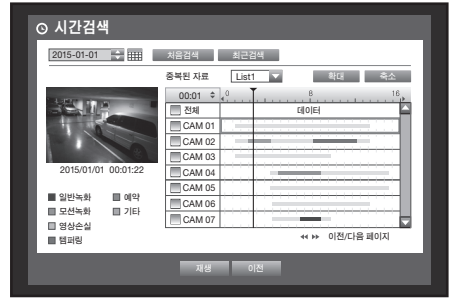 시간검색
2015-01-01 처음검색 최근검색
중복된 자료 List1 확대 축소
00:01 0 8 16
전체 데이터
CAM 01
CAM 02
CAM 03
CAM 04
CAM 05
CAM 06
CAM 07
2015/01/01 00:01:22
일반녹화 예약
모션녹화 기타
영상손실
템퍼링
이전/다음 페이지
재생 이전